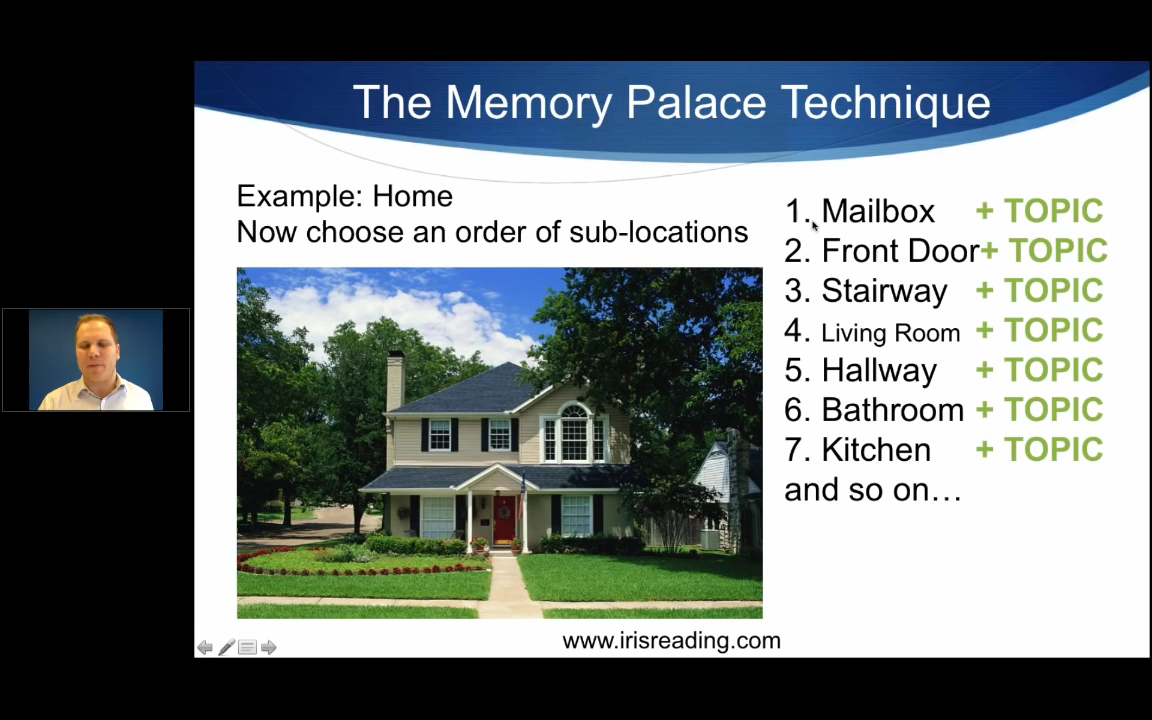 The Memory Palace Technique
Example: Home
Now choose an order of sub-locations
1. Mailbox + TOPIC
2. Front Door+ TOPIC
3. Stairway + TOPIC
4. Living Room + TOPIC
5. Hallway + TOPIC
6. Bathroom + TOPIC
7. Kitchen + TOPIC
and so on…
www.irisreading.com